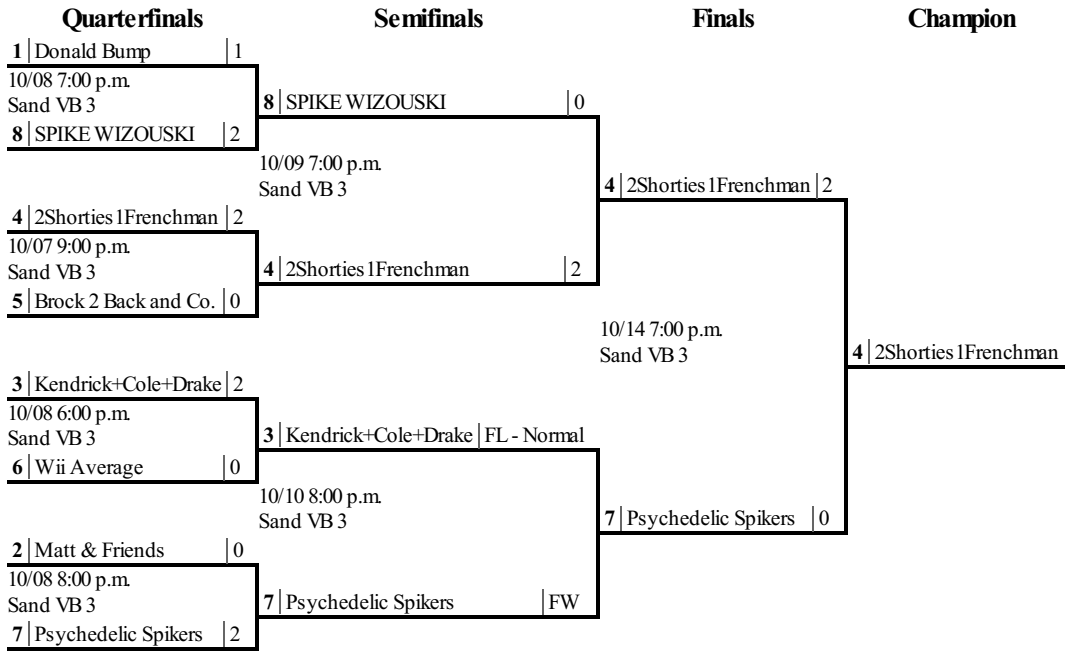 Quarterfinals Semifinals Finals Champion
1 Donald Bump 1
10/08 7:00 p.m.
Sand VB 3
8 SPIKE WIZOUSKI 2
8 SPIKE WIZOUSKI 0
10/09 7:00 p.m.
Sand VB 3
4 2Shorties1Frenchman 2
4 2Shorties1Frenchman 2
10/07 9:00 p.m.
Sand VB 3
5 Brock 2 Back and Co. 0
4 2Shorties1Frenchman 2
10/14 7:00 p.m.
Sand VB 3
4 2Shorties1Frenchman
3 Kendrick+Cole+Drake 2
10/08 6:00 p.m.
Sand VB 3
6 Wii Average 0
3 Kendrick+Cole+Drake FL - Normal
10/10 8:00 p.m.
Sand VB 3
7 Psychedelic Spikers 0
2 Matt & Friends 0
10/08 8:00 p.m.
Sand VB 3
7 Psychedelic Spikers 2
7 Psychedelic Spikers FW